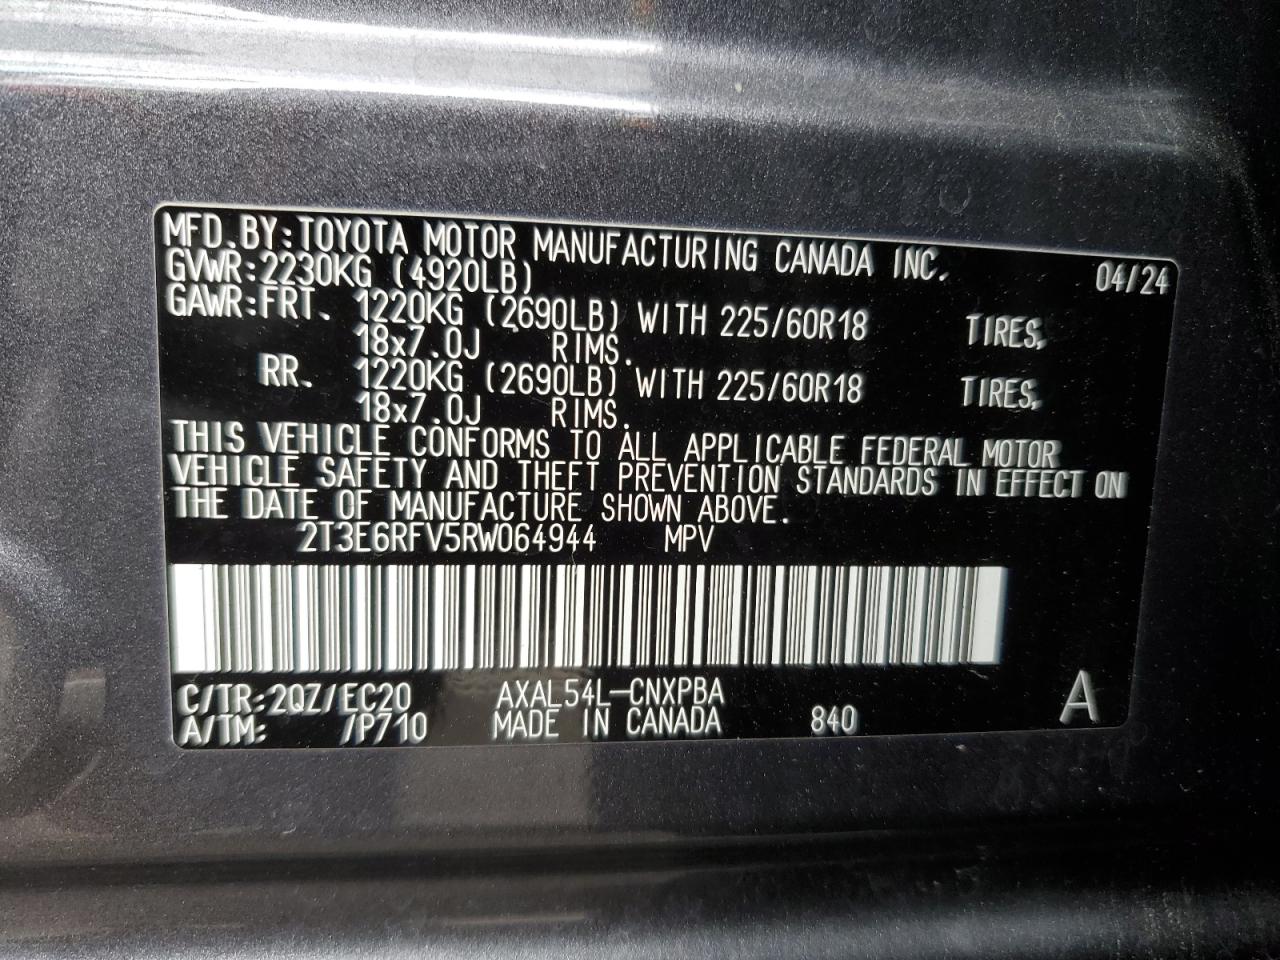 MFD.BY:TOYOTA MOTOR MANUFACTURING CANADA INC. 04/24
GVWR:2230KG (4920LB)
GAWR:FRT. 1220KG (2690LB) WITH 225/60R18 TIRES,
18x7.0J RIMS.
RR. 1220KG (2690LB) WITH 225/60R18 TIRES,
18x7.0J RIMS.
THIS VEHICLE CONFORMS TO ALL APPLICABLE FEDERAL MOTOR
VEHICLE SAFETY AND THEFT PREVENTION STANDARDS IN EFFECT ON
THE DATE OF MANUFACTURE SHOWN ABOVE.
2T3E6RFV5RW064944 MPV
C/TR:2QZ/EC20 AXAL54L-CNXPBA A
A/TM: /P710 MADE IN CANADA 840